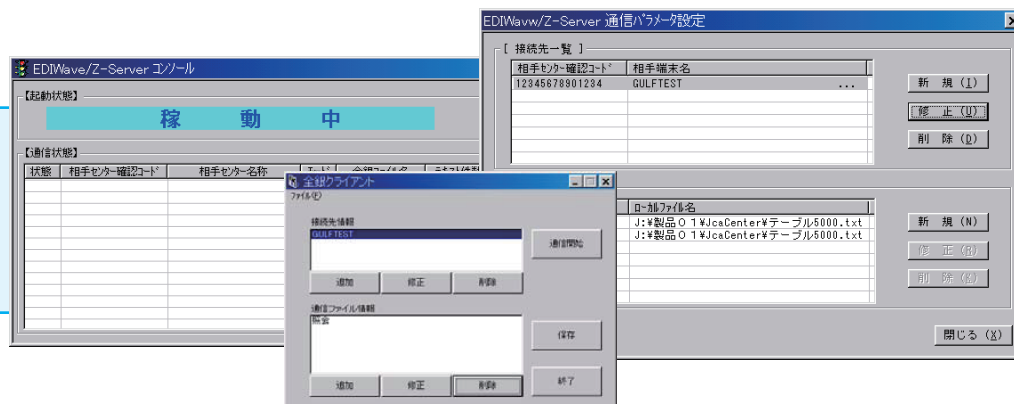 EDIWavw/Z-Server 通信ﾊﾟﾗﾒｰﾀ設定
[ 接続先一覧 ]
相手ｾﾝﾀｰ確認ｺｰﾄﾞ 相手端末名
12345678901234 GULFTEST ...
新 規 (I)
修 正 (U)
削 除 (D)
ﾛｰｶﾙﾌｧｲﾙ名
J:¥製品０１¥JcaCenter¥テーブル5000.txt
J:¥製品０１¥JcaCenter¥テーブル5000.txt
新 規 (N)
修 正 (R)
削 除 (K)
閉じる (X)
EDIWave/Z-Server ｺﾝｿｰﾙ
【起動状態】
稼 動 中
【通信状態】
状態 相手ｾﾝﾀｰ確認ｺｰﾄﾞ 相手ｾﾝﾀｰ名称
全銀クライアント
ﾌｧｲﾙ(F)
接続先情報
GULFTEST
通信開始
追加 修正 削除
通信ファイル情報
照会
保存
追加 修正 削除
終了